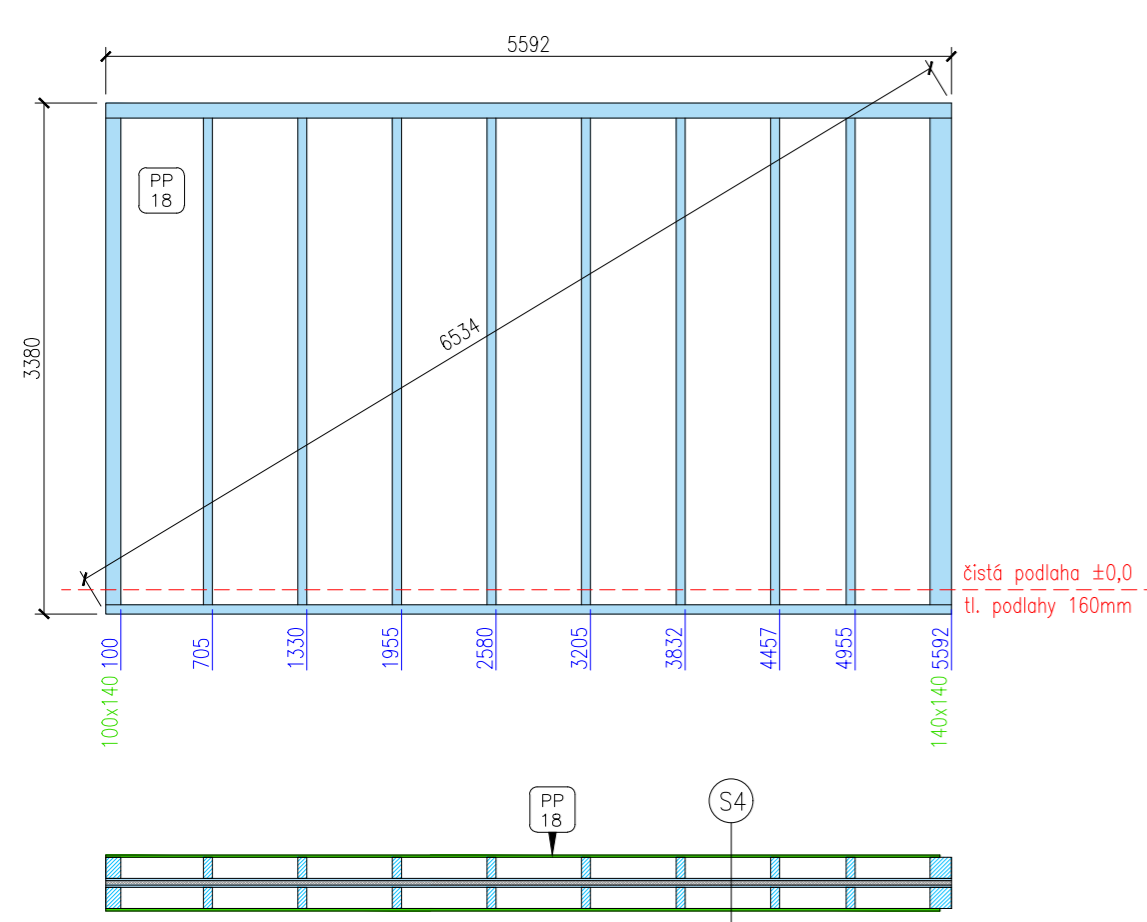 5592
PP
18
6534
3380
čistá podlaha ±0,0
tl. podlahy 160mm
100
705
1330
1955
2580
3205
3832
4457
4955
5592
100x140
140x140
PP
18
S4